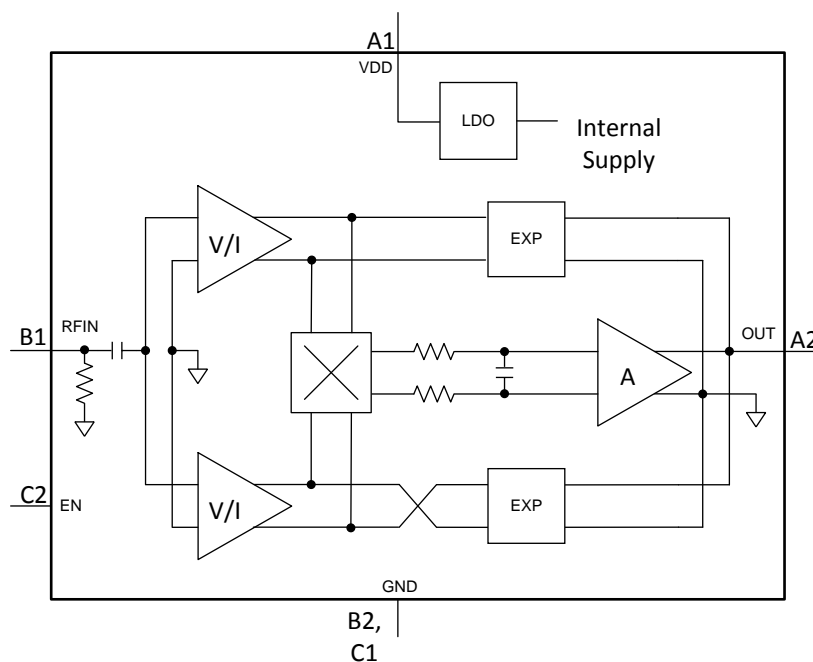 A1
VDD
LDO
Internal
Supply
V/I
EXP
B1
RFIN
OUT
A2
A
C2
EN
V/I
EXP
GND
B2,
C1